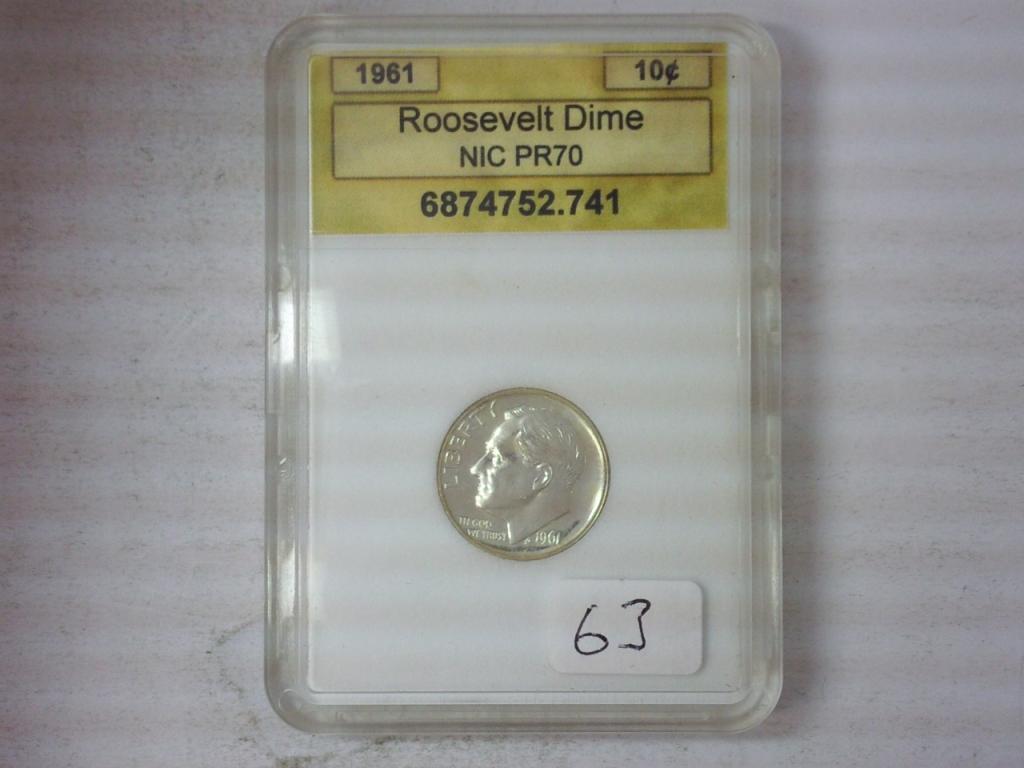 1961 10¢
Roosevelt Dime
NIC PR70
6874752.741
LIBERTY
IN GOD
WE TRUST
1961
63